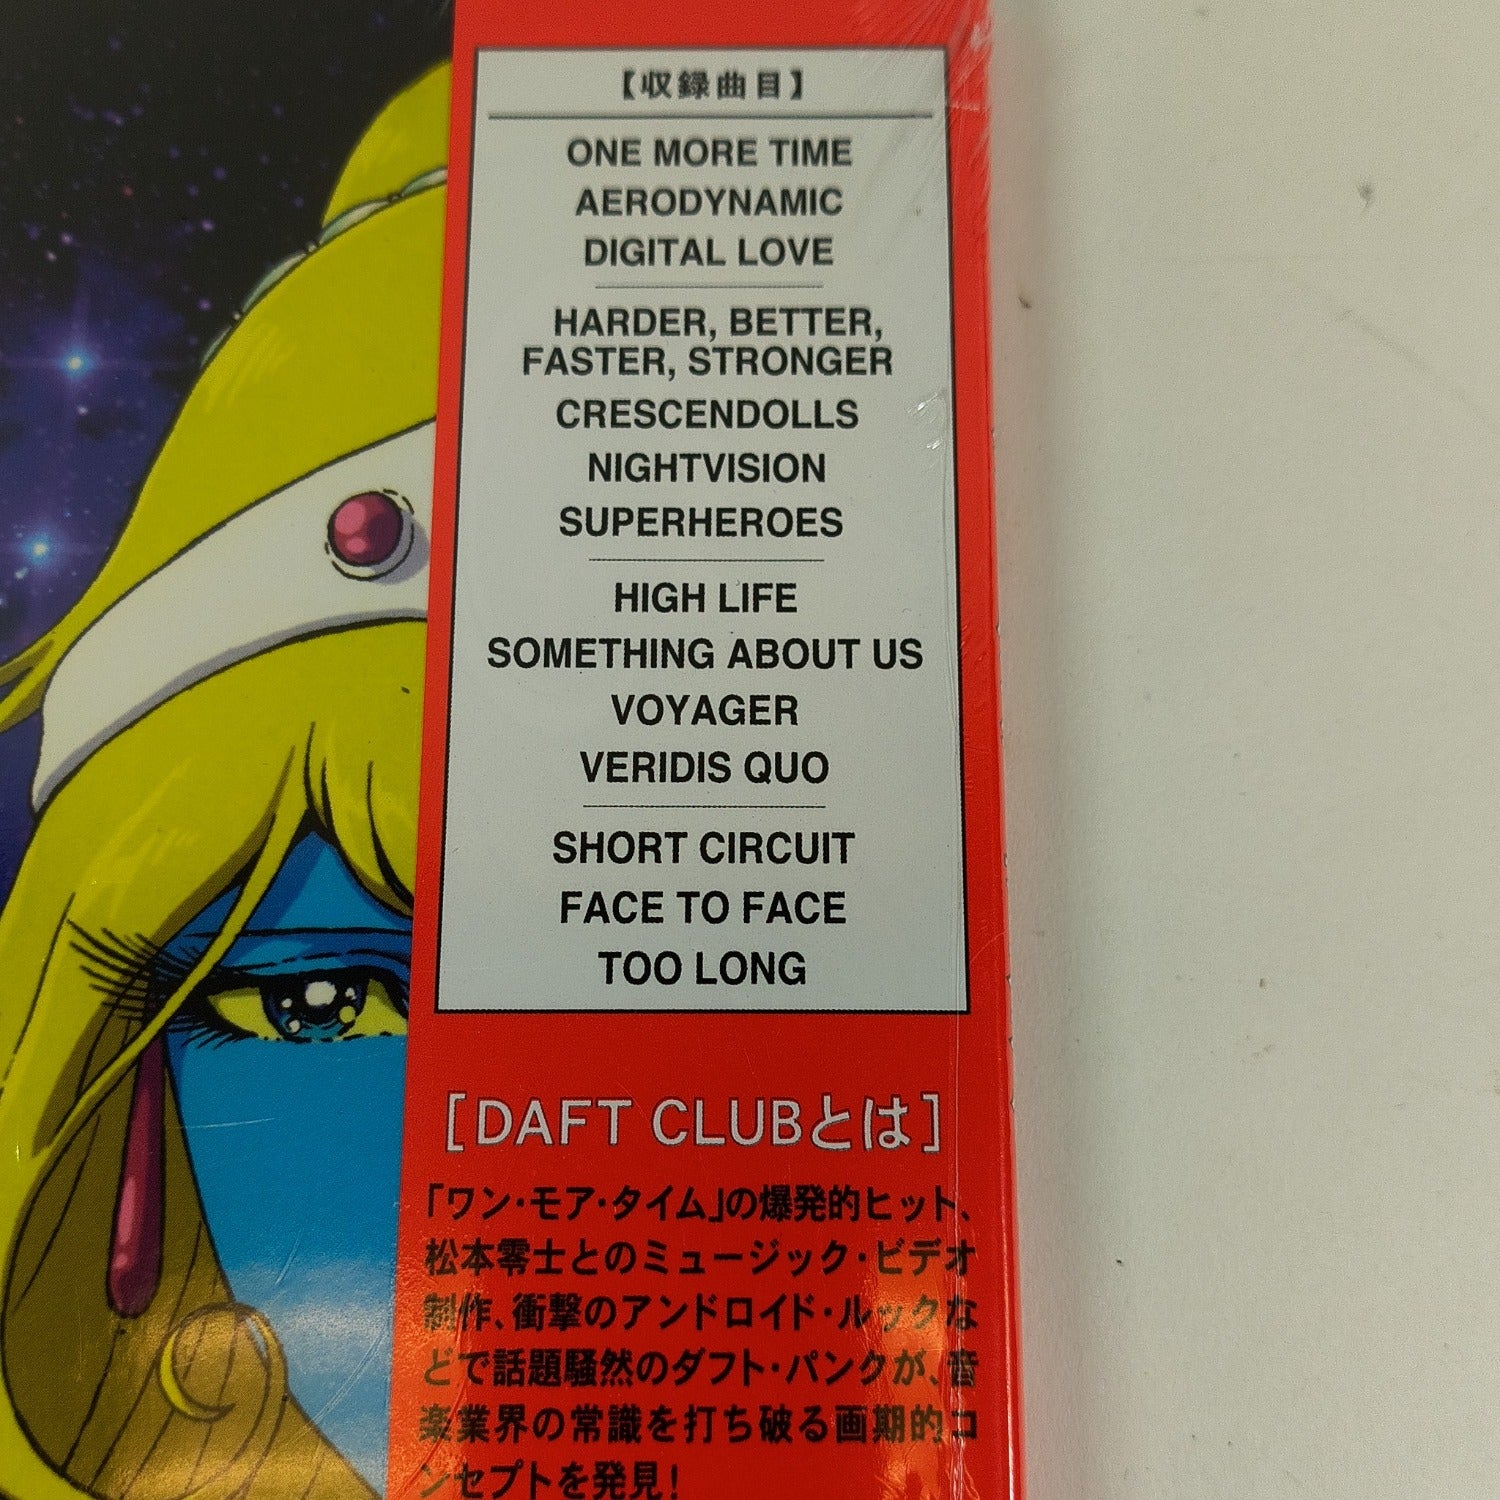 【収録曲目】
ONE MORE TIME
AERODYNAMIC
DIGITAL LOVE
HARDER, BETTER,
FASTER, STRONGER
CRESCENDOLLS
NIGHTVISION
SUPERHEROES
HIGH LIFE
SOMETHING ABOUT US
VOYAGER
VERIDIS QUO
SHORT CIRCUIT
FACE TO FACE
TOO LONG
[DAFT CLUBとは]
「ワン・モア・タイム」の爆発的ヒット、
松本零士とのミュージック・ビデオ
制作、衝撃のアンドロイド・ルックな
どで話題騒然のダフト・パンクが、音
楽業界の常識を打ち破る画期的コ
ンセプトを発見！